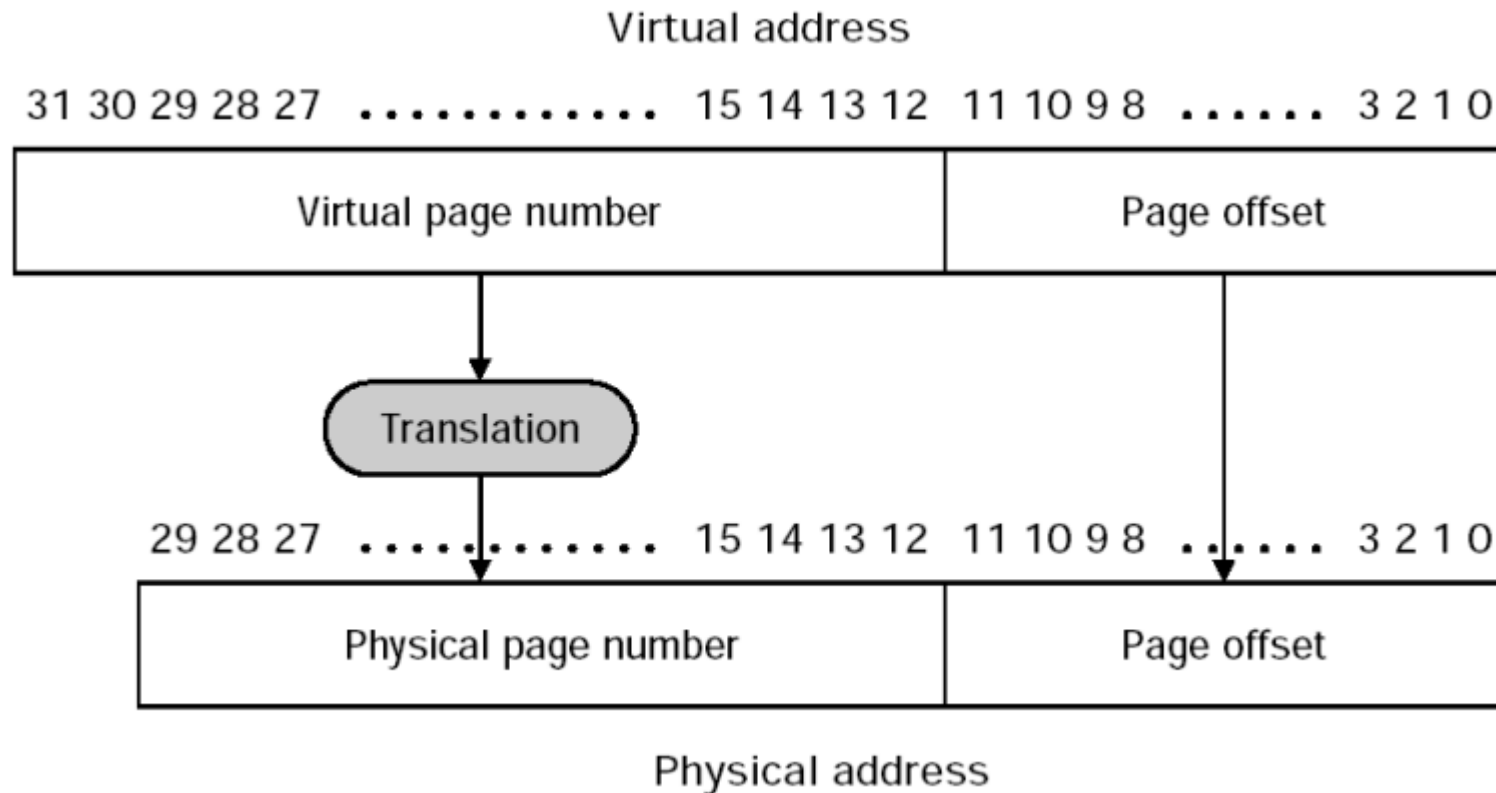 Virtual address
31 30 29 28 27 ............ 15 14 13 12 11 10 9 8 ...... 3 2 1 0
Virtual page number Page offset
Translation
29 28 27 ............ 15 14 13 12 11 10 9 8 ...... 3 2 1 0
Physical page number Page offset
Physical address